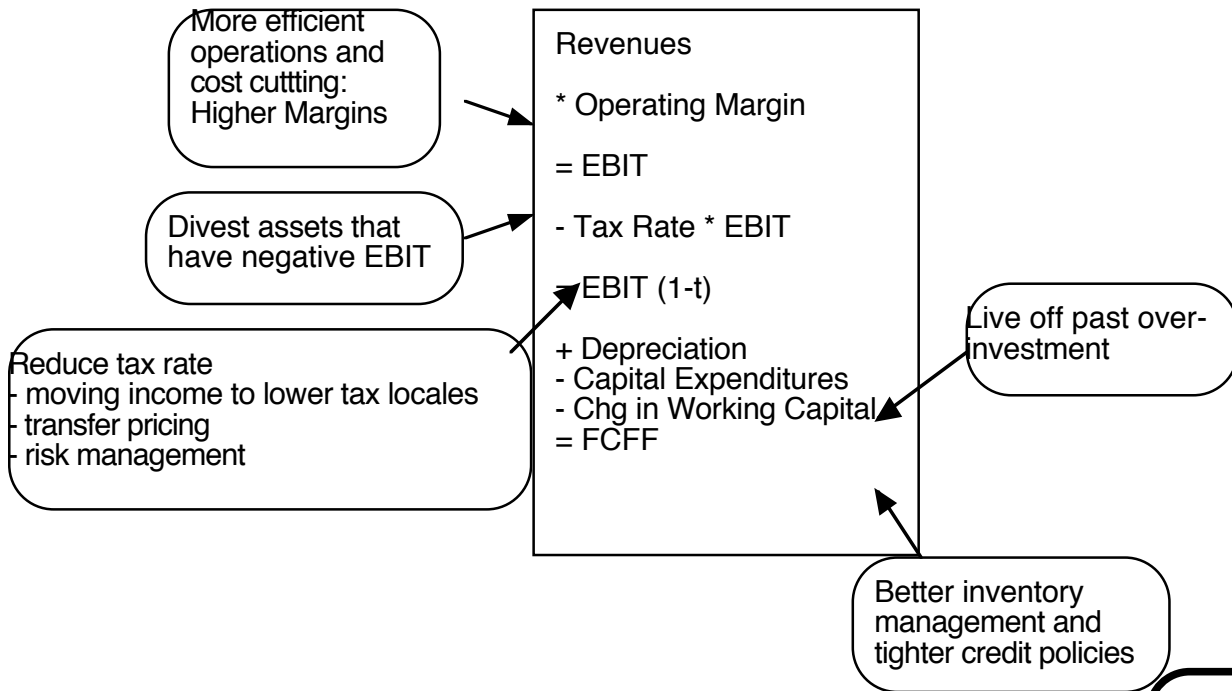 More efficient
operations and
cost cuttting:
Higher Margins
Divest assets that
have negative EBIT
Reduce tax rate
- moving income to lower tax locales
- transfer pricing
- risk management
Revenues
* Operating Margin
= EBIT
- Tax Rate * EBIT
= EBIT (1-t)
+ Depreciation
- Capital Expenditures
- Chg in Working Capital
= FCFF
Live off past over-
investment
Better inventory
management and
tighter credit policies